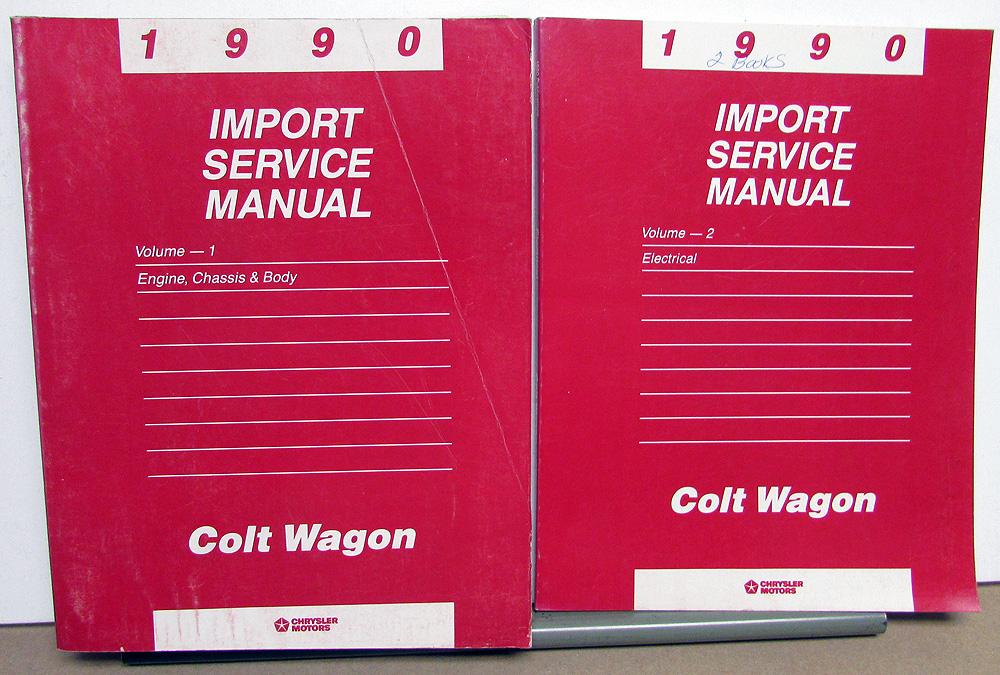 1 9 9 0
IMPORT
SERVICE
MANUAL
Volume — 1
Engine, Chassis & Body
Colt Wagon
CHRYSLER
MOTORS
1 9 9 0
2 Books
IMPORT
SERVICE
MANUAL
Volume — 2
Electrical
Colt Wagon
CHRYSLER
MOTORS